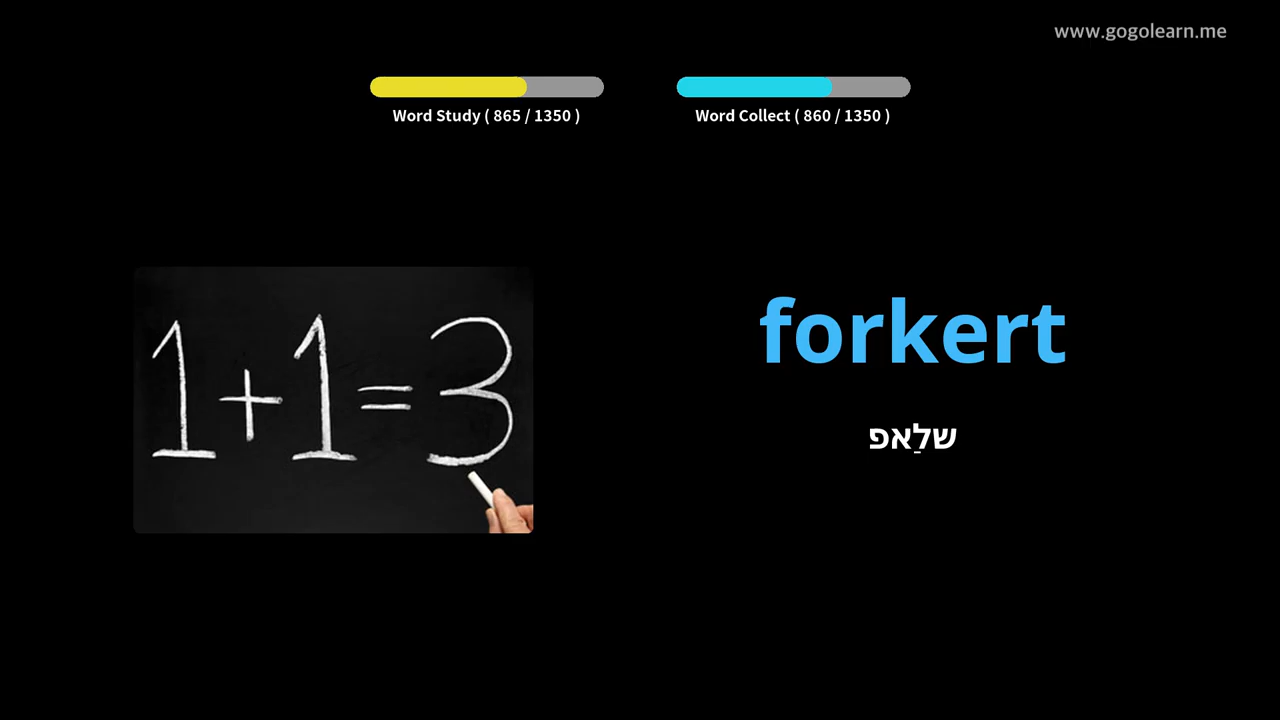 www.gogolearn.me
Word Study ( 865 / 1350 )
Word Collect ( 860 / 1350 )
1+1=3
forkert
שלַאפ